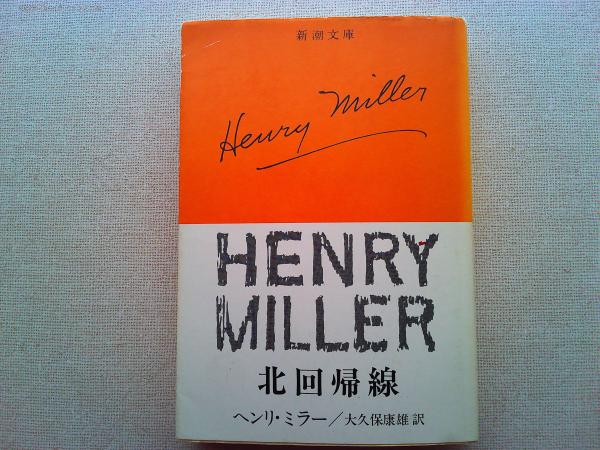 新潮文庫
Henry Miller
HENRY
MILLER
北回帰線
ヘンリ・ミラー/大久保康雄訳